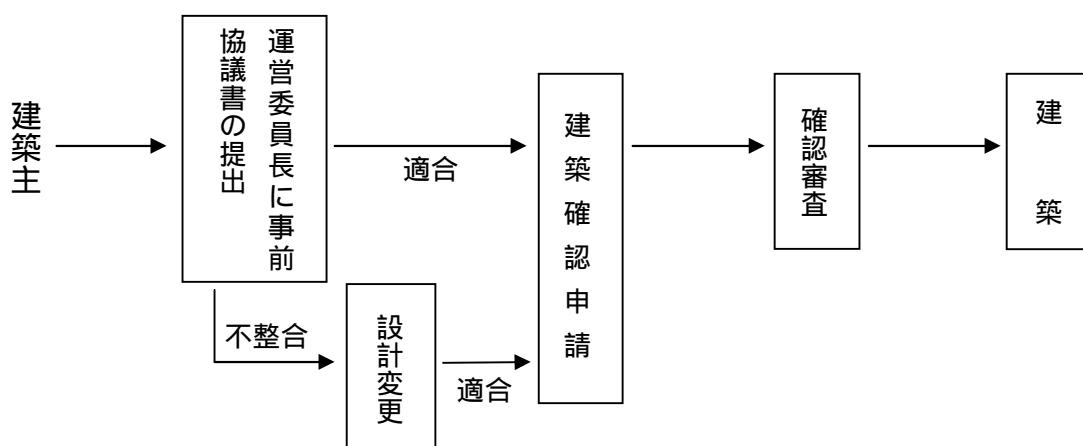 建築主
運営委員長に事前
協議書の提出
適合
不整合
設計変更
適合
建築確認申請
確認審査
建築